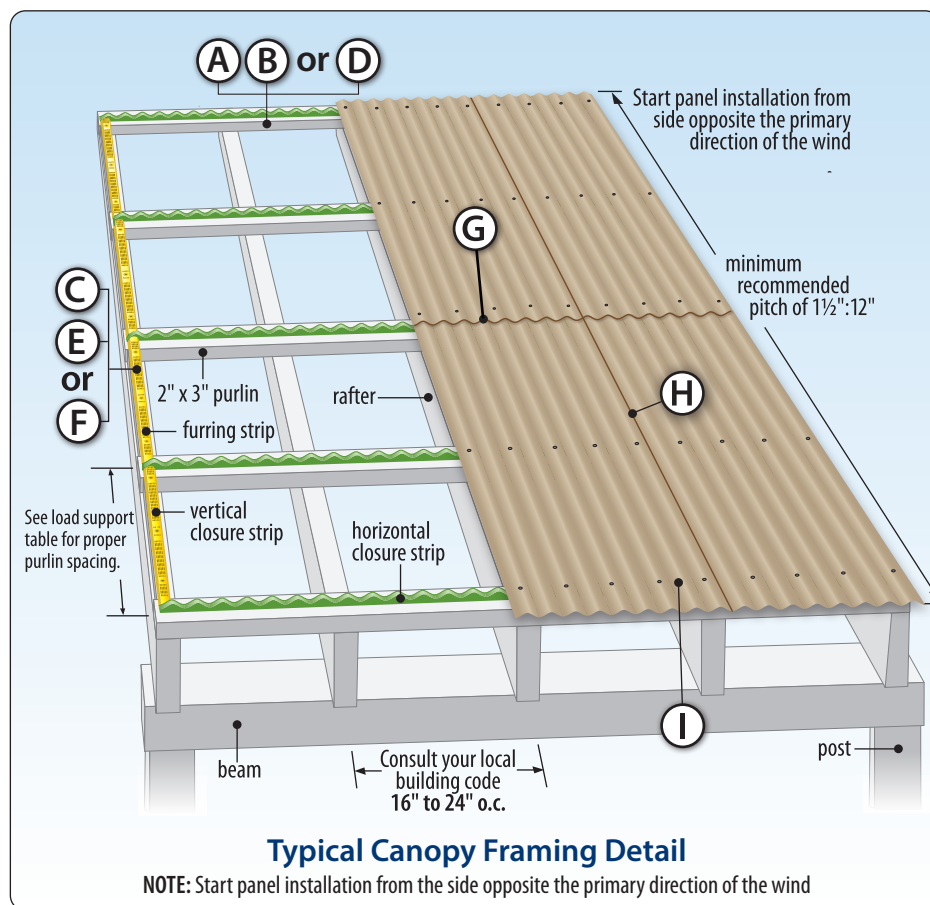 A B or D
Start panel installation from
side opposite the primary
direction of the wind
G
minimum
recommended
pitch of 1½":12"
C
E
or
F
2" x 3" purlin
rafter
H
furring strip
See load support
table for proper
purlin spacing.
vertical
closure strip
horizontal
closure strip
I
beam
Consult your local
building code
16" to 24" o.c.
post
Typical Canopy Framing Detail
NOTE: Start panel installation from the side opposite the primary direction of the wind